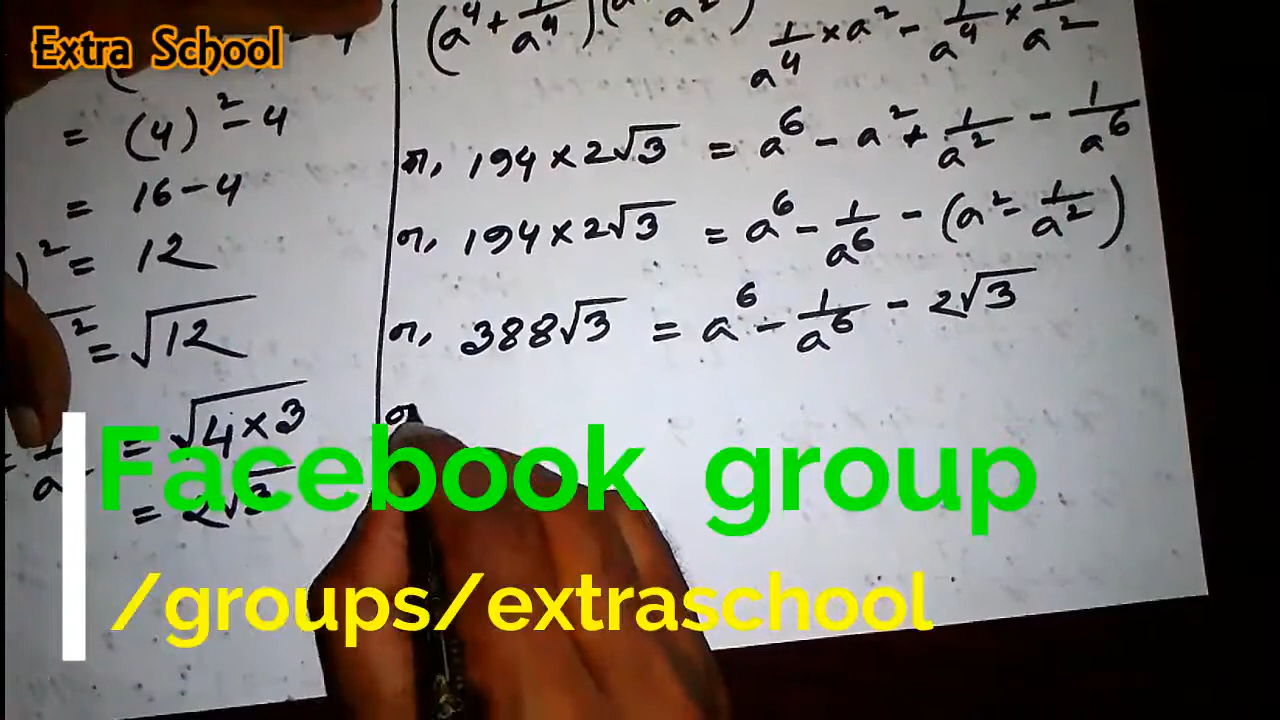 Extra School
= (4)² - 4
= 16 - 4
)² = 12
² = √12
= √4×3
= 2√3
(a⁴ + 1/a⁴)
1/a⁴ × a² - 1/a⁴ × 1/a²
বা, 194 × 2√3 = a⁶ - a² + 1/a² - 1/a⁶
বা, 194 × 2√3 = a⁶ - 1/a⁶ - (a² - 1/a²)
বা, 388√3 = a⁶ - 1/a⁶ - 2√3
Facebook group
/groups/extraschool